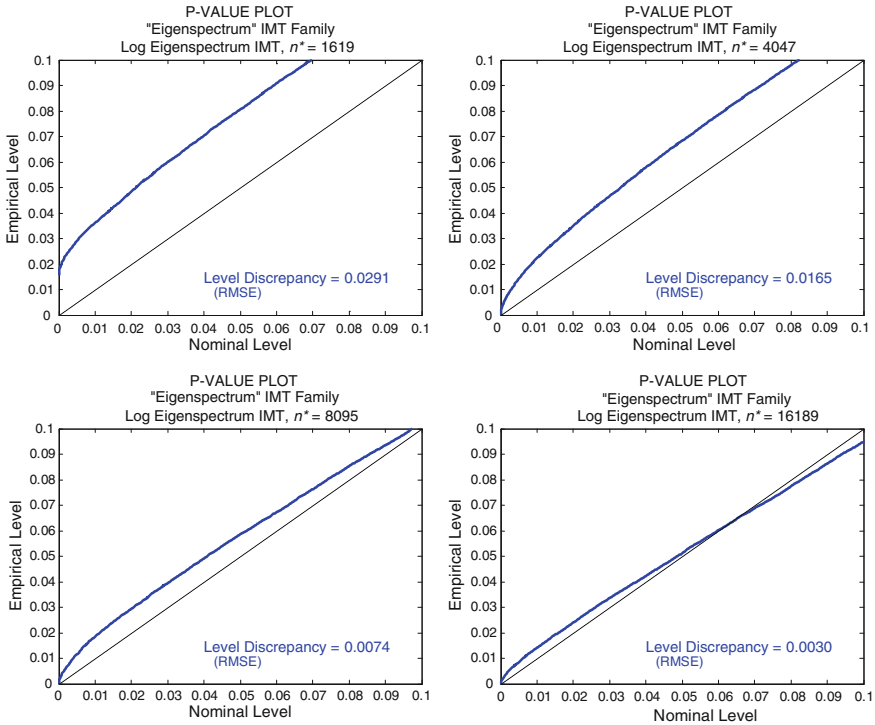 P-VALUE PLOT
"Eigenspectrum" IMT Family
Log Eigenspectrum IMT, n* = 1619
0.1
0.09
0.08
0.07
0.06
0.05
0.04
0.03
0.02
0.01
0
Empirical Level
Level Discrepancy = 0.0291
(RMSE)
0 0.01 0.02 0.03 0.04 0.05 0.06 0.07 0.08 0.09 0.1
Nominal Level
P-VALUE PLOT
"Eigenspectrum" IMT Family
Log Eigenspectrum IMT, n* = 4047
0.1
0.09
0.08
0.07
0.06
0.05
0.04
0.03
0.02
0.01
0
Empirical Level
Level Discrepancy = 0.0165
(RMSE)
0 0.01 0.02 0.03 0.04 0.05 0.06 0.07 0.08 0.09 0.1
Nominal Level
P-VALUE PLOT
"Eigenspectrum" IMT Family
Log Eigenspectrum IMT, n* = 8095
0.1
0.09
0.08
0.07
0.06
0.05
0.04
0.03
0.02
0.01
0
Empirical Level
Level Discrepancy = 0.0074
(RMSE)
0 0.01 0.02 0.03 0.04 0.05 0.06 0.07 0.08 0.09 0.1
Nominal Level
P-VALUE PLOT
"Eigenspectrum" IMT Family
Log Eigenspectrum IMT, n* = 16189
0.1
0.09
0.08
0.07
0.06
0.05
0.04
0.03
0.02
0.01
0
Empirical Level
Level Discrepancy = 0.0030
(RMSE)
0 0.01 0.02 0.03 0.04 0.05 0.06 0.07 0.08 0.09 0.1
Nominal Level